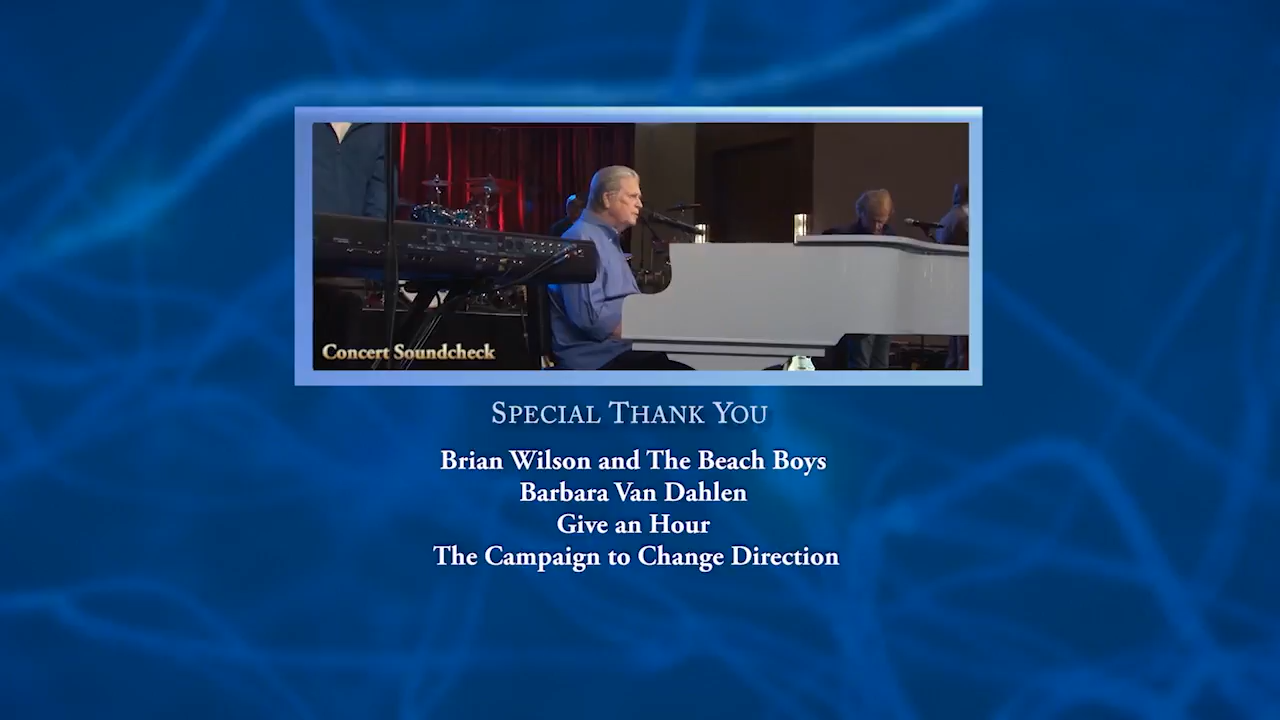 Concert Soundcheck
Special Thank You
Brian Wilson and The Beach Boys
Barbara Van Dahlen
Give an Hour
The Campaign to Change Direction